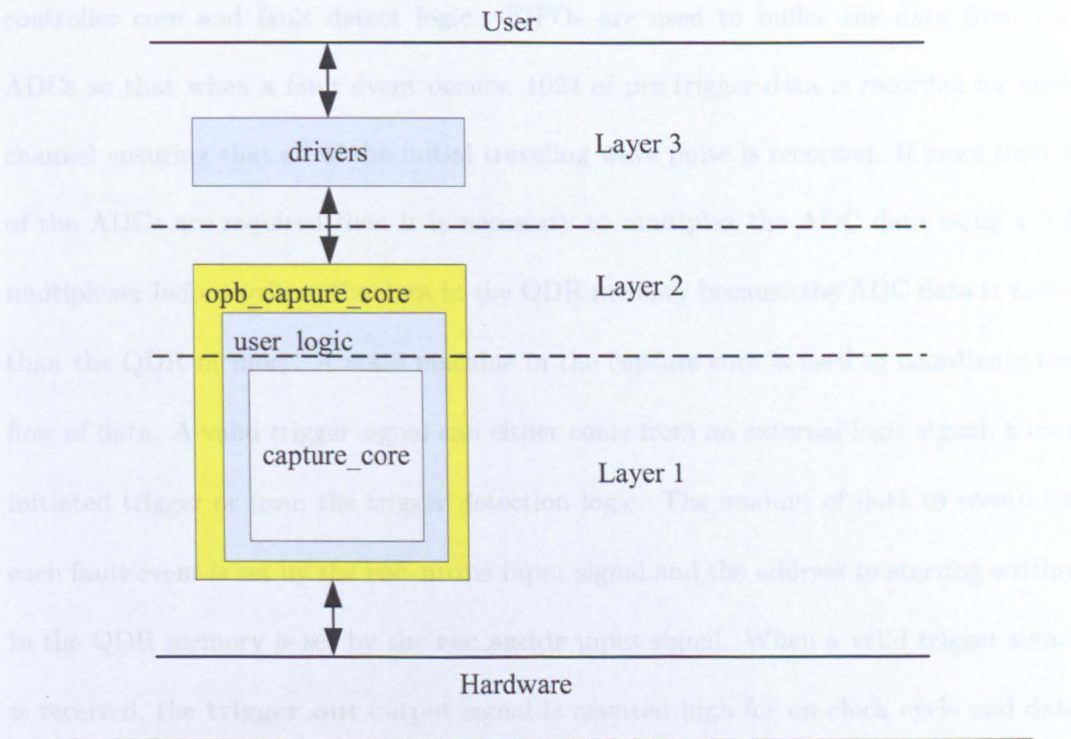 controller core and fault detect logic. FIFOs are used to buffer the data from the
User
ADCs so that when a fault event occurs, 1024 of pre-trigger data is recorded for each
drivers
Layer 3
channel ensuring that all of the initial traveling wave pulse is recorded. If more than
of the ADCs are required then it is necessary to multiplex the ADC data using a
Layer 2
opb_capture_core
multiplexer before the data to the QDR memory because the ADC data is wider
user_logic
than the QDR memory. A state machine in the capture core is used to coordinate the
flow of data. A valid trigger signal can either come from an external logic signal, a user
capture_core
Layer 1
initiated trigger or from the trigger detection logic. The amount of data to record for
each fault event is set by the input signal and the address to starting writing
in the QDR memory is set by the rec_saddr input signal. When a valid trigger signal
Hardware
is received, the trigger_out output signal is asserted high for on clock cycle and data